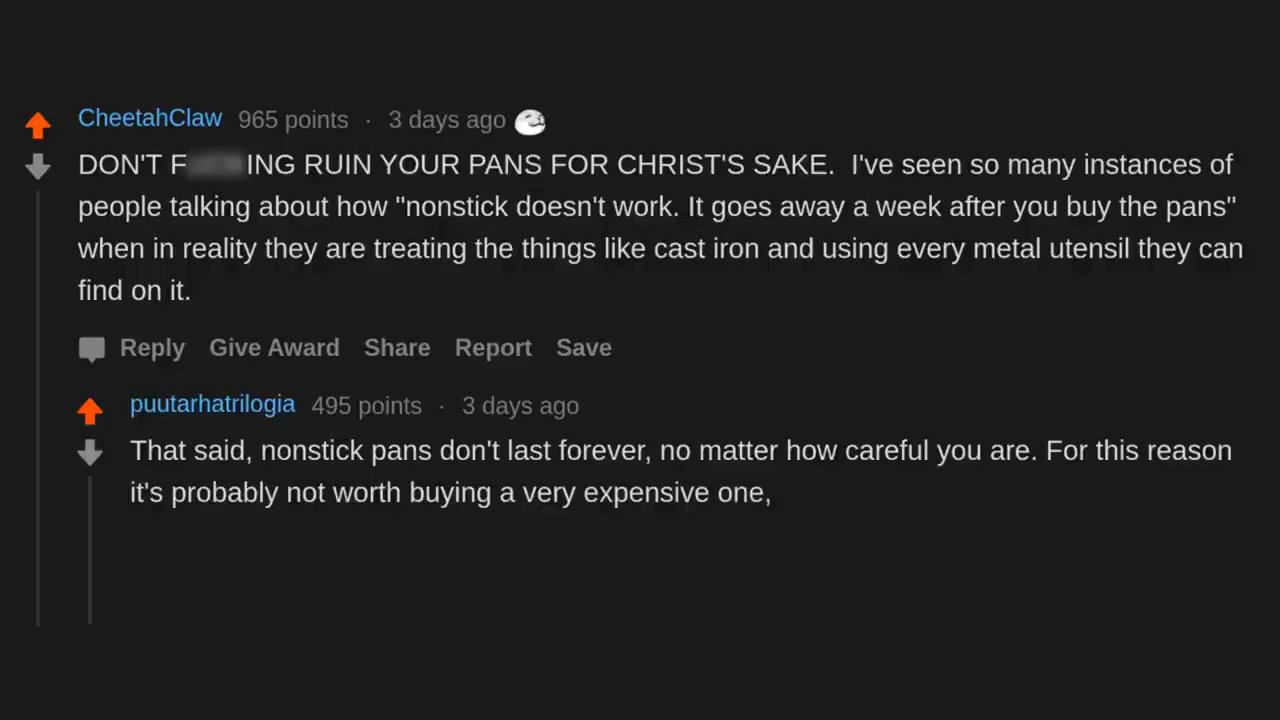 CheetahClaw 965 points · 3 days ago
DON'T F ING RUIN YOUR PANS FOR CHRIST'S SAKE. I've seen so many instances of
people talking about how "nonstick doesn't work. It goes away a week after you buy the pans"
when in reality they are treating the things like cast iron and using every metal utensil they can
find on it.
Reply Give Award Share Report Save
puutarhatrilogia 495 points · 3 days ago
That said, nonstick pans don't last forever, no matter how careful you are. For this reason
it's probably not worth buying a very expensive one,